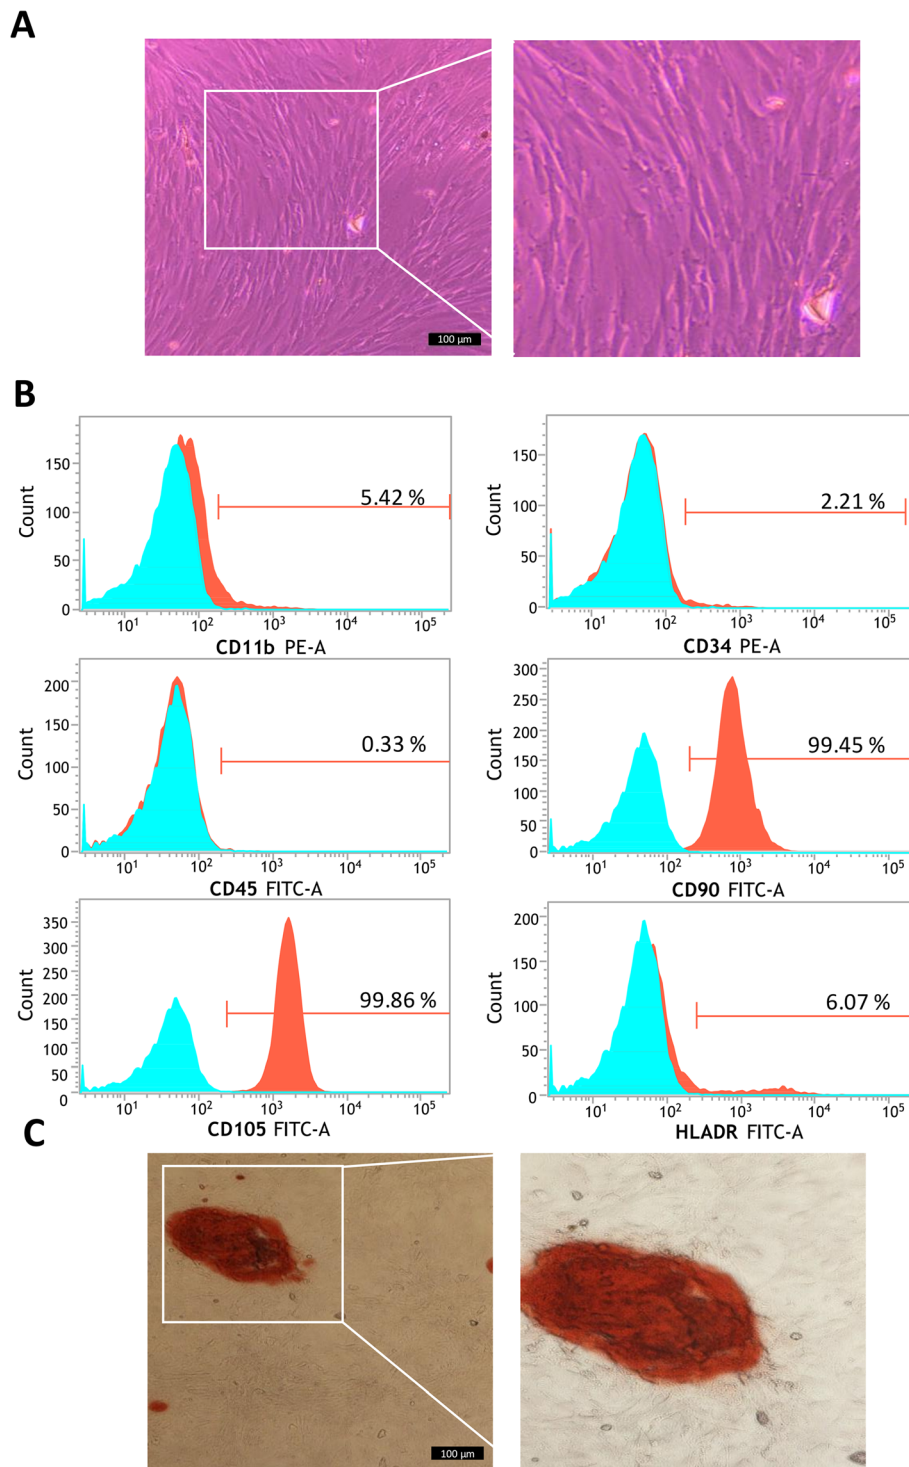 A
100 µm
B
Count
150
100
50
0
5.42 %
10¹ 10² 10³ 10⁴ 10⁵
CD11b PE-A
Count
150
100
50
0
2.21 %
10¹ 10² 10³ 10⁴ 10⁵
CD34 PE-A
Count
200
150
100
50
0
0.33 %
10¹ 10² 10³ 10⁴ 10⁵
CD45 FITC-A
Count
300
250
200
150
100
50
0
99.45 %
10¹ 10² 10³ 10⁴ 10⁵
CD90 FITC-A
Count
350
300
250
200
150
100
50
0
99.86 %
10¹ 10² 10³ 10⁴ 10⁵
CD105 FITC-A
Count
200
150
100
50
0
6.07 %
10¹ 10² 10³ 10⁴ 10⁵
HLADR FITC-A
C
100 µm